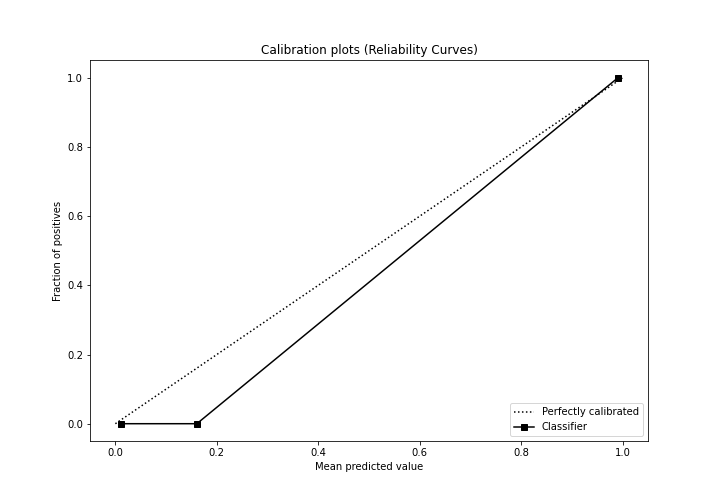 Calibration plots (Reliability Curves)
1.0
0.8
0.6
0.4
0.2
0.0
Fraction of positives
Perfectly calibrated
Classifier
0.0 0.2 0.4 0.6 0.8 1.0
Mean predicted value